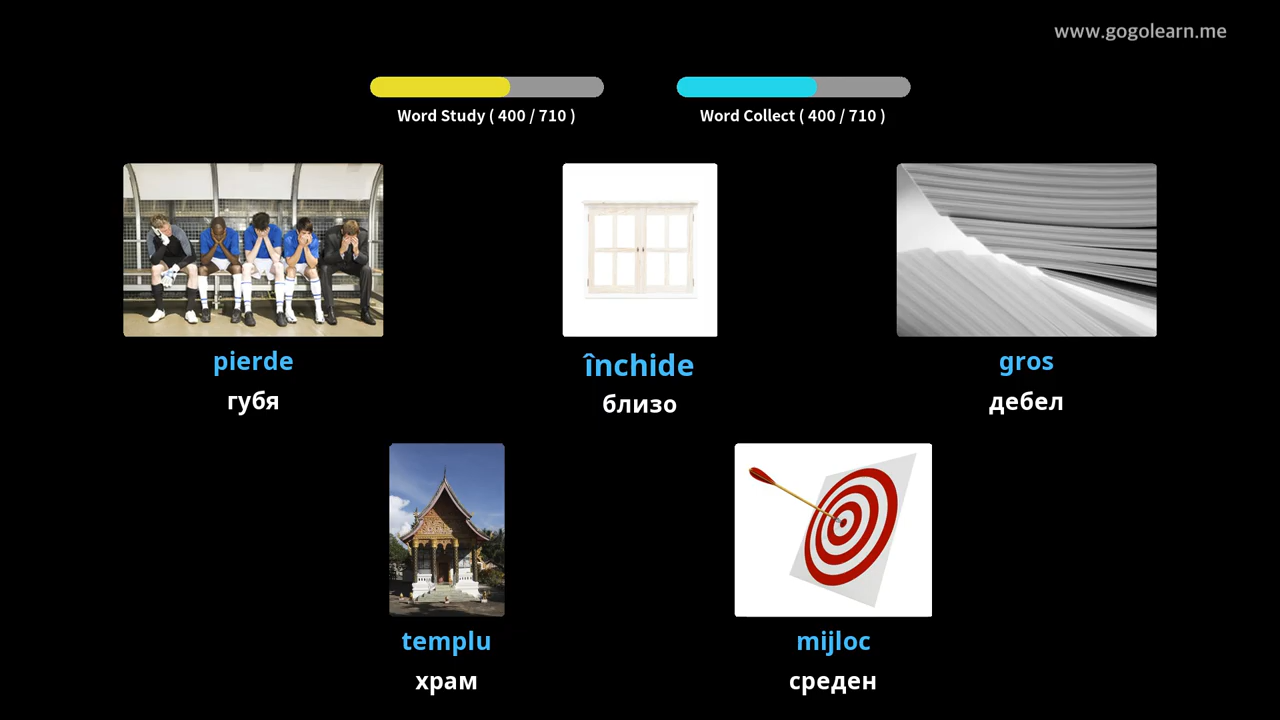 www.gogolearn.me
Word Study ( 400 / 710 )
Word Collect ( 400 / 710 )
pierde
губя
închide
близо
gros
дебел
templu
храм
mijloc
среден